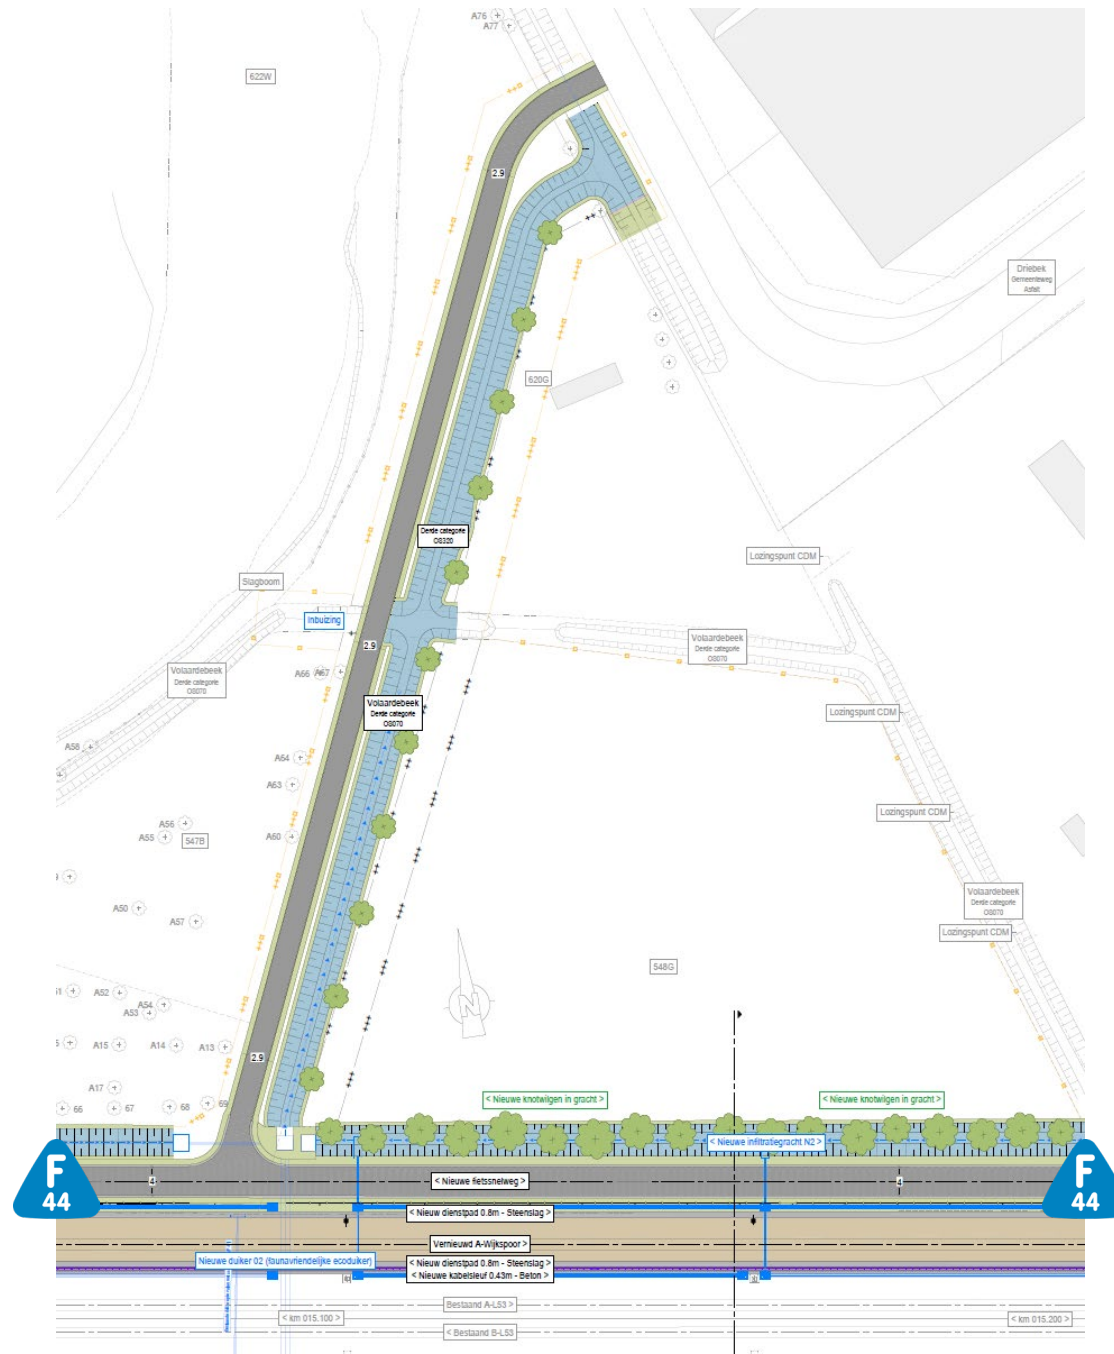 A76
A77
622W
2.9
Driebek
Gemeenteweg
Asfalt
620G
Derde categorie
OS320
Lozingspunt CDM
Slagboom
Inbuizing
2.9
Volaardebeek
Derde categorie
OS070
Volaardebeek
Derde categorie
OS070
A66
A67
Volaardebeek
Derde categorie
OS070
Lozingspunt CDM
A58
A64
A63
A56
A55
A60
547B
Lozingspunt CDM
A50
A57
Volaardebeek
Derde categorie
OS070
Lozingspunt CDM
548G
N
A52
A54
A53
A15
A14
A13
2.9
A17
66
67
68
69
< Nieuwe knotwilgen in gracht >
< Nieuwe knotwilgen in gracht >
< Nieuwe infiltratiegracht N2 >
F
44
F
44
4
< Nieuwe fietssnelweg >
4
< Nieuw dienstpad 0.8m - Steenslag >
Vernieuwd A-Wijkspoor >
Nieuwe duiker 02 (faunavriendelijke ecoduiker)
< Nieuw dienstpad 0.8m - Steenslag >
< Nieuwe kabelsleuf 0.43m - Beton >
Bestaand A-L53 >
< km 015.100 >
< km 015.200 >
< Bestaand B-L53